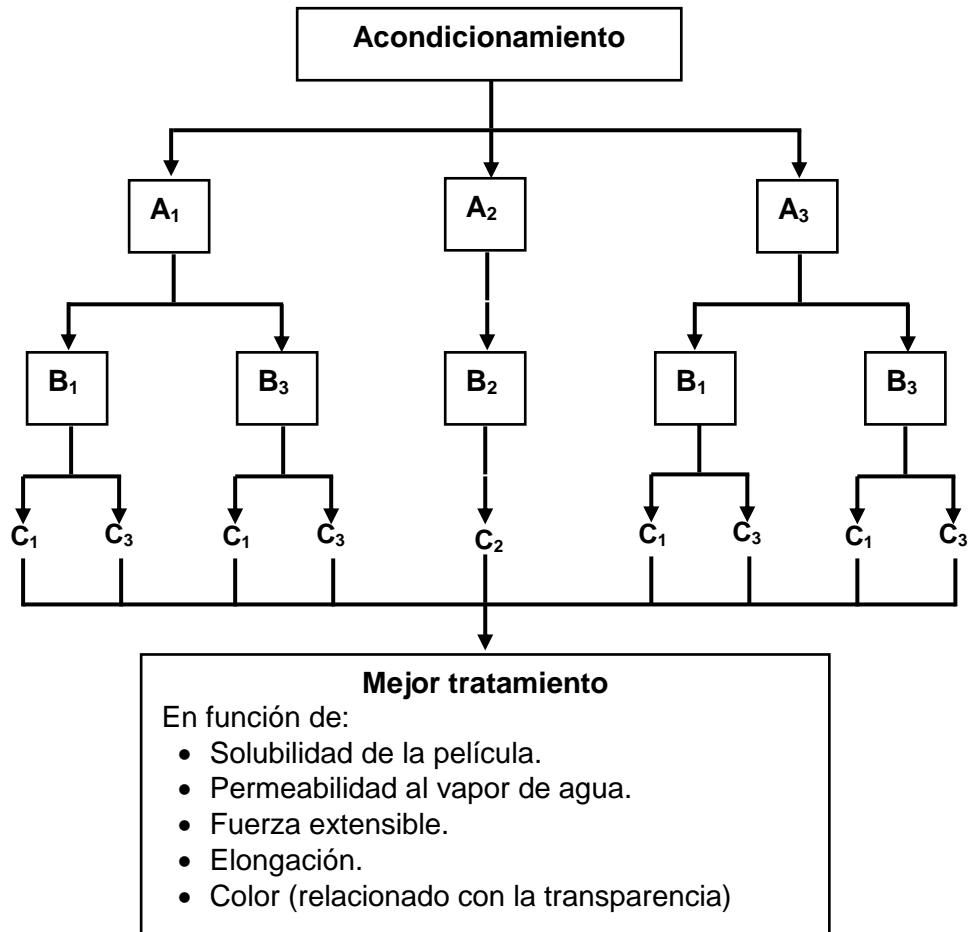 Acondicionamiento
A₁ A₂ A₃
B₁ B₃ B₂ B₁ B₃
C₁ C₃ C₁ C₃ C₂ C₁ C₃ C₁ C₃
Mejor tratamiento
En función de:
• Solubilidad de la película.
• Permeabilidad al vapor de agua.
• Fuerza extensible.
• Elongación.
• Color (relacionado con la transparencia)